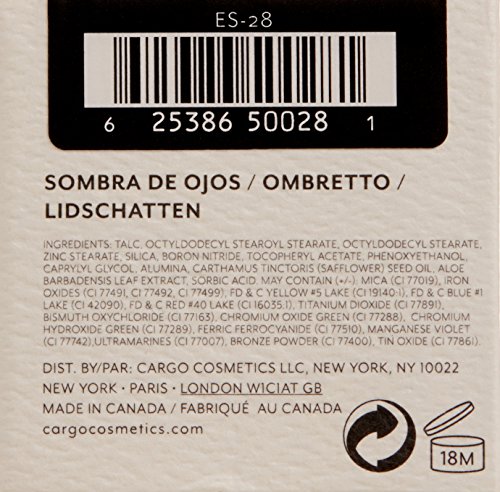 ES-28
6 25386 50028 1
SOMBRA DE OJOS / OMBRETTO /
LIDSCHATTEN
INGREDIENTS: TALC, OCTYLDODECYL STEAROYL STEARATE, OCTYLDODECYL STEARATE,
ZINC STEARATE, SILICA, BORON NITRIDE, TOCOPHERYL ACETATE, PHENOXYETHANOL,
CAPRYLYL GLYCOL, ALUMINA, CARTHAMUS TINCTORIS (SAFFLOWER) SEED OIL, ALOE
BARBADENSIS LEAF EXTRACT, SORBIC ACID. MAY CONTAIN (+/-): MICA (CI 77019), IRON
OXIDES (CI 77491, CI 77492, CI 77499), FD & C YELLOW #5 LAKE (CI 19140:1), FD & C BLUE #1
LAKE (CI 42090), FD & C RED #40 LAKE (CI 16035:1), TITANIUM DIOXIDE (CI 77891),
BISMUTH OXYCHLORIDE (CI 77163), CHROMIUM OXIDE GREEN (CI 77288), CHROMIUM
HYDROXIDE GREEN (CI 77289), FERRIC FERROCYANIDE (CI 77510), MANGANESE VIOLET
(CI 77742),ULTRAMARINES (CI 77007), BRONZE POWDER (CI 77400), TIN OXIDE (CI 77861).
DIST. BY/PAR: CARGO COSMETICS LLC, NEW YORK, NY 10022
NEW YORK · PARIS · LONDON W1C1AT GB
MADE IN CANADA / FABRIQUÉ AU CANADA
cargocosmetics.com
18M